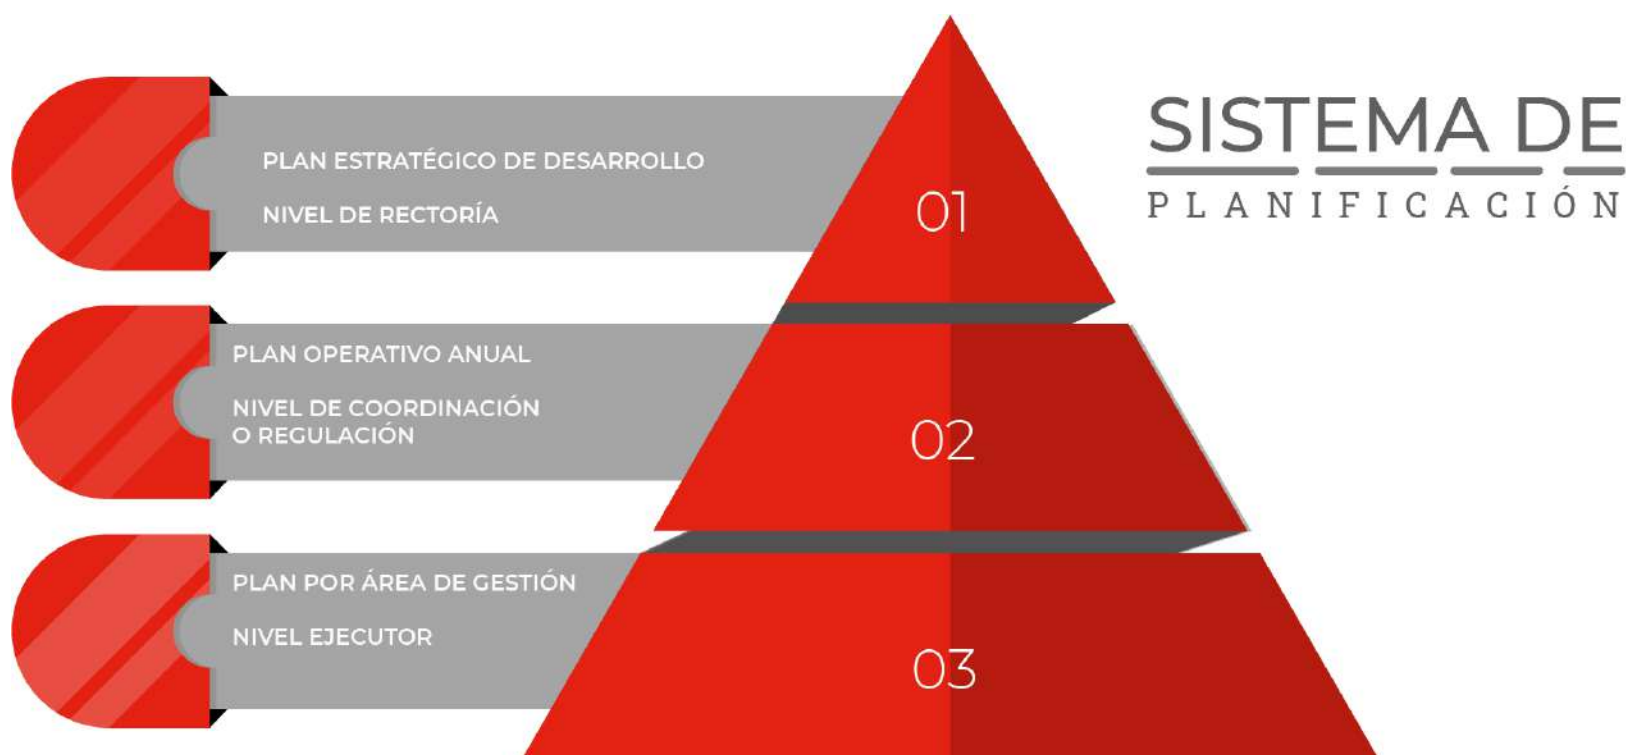 SISTEMA DE
PLANIFICACIÓN
PLAN ESTRATÉGICO DE DESARROLLO
NIVEL DE RECTORÍA
01
PLAN OPERATIVO ANUAL
NIVEL DE COORDINACIÓN
O REGULACIÓN
02
PLAN POR ÁREA DE GESTIÓN
NIVEL EJECUTOR
03